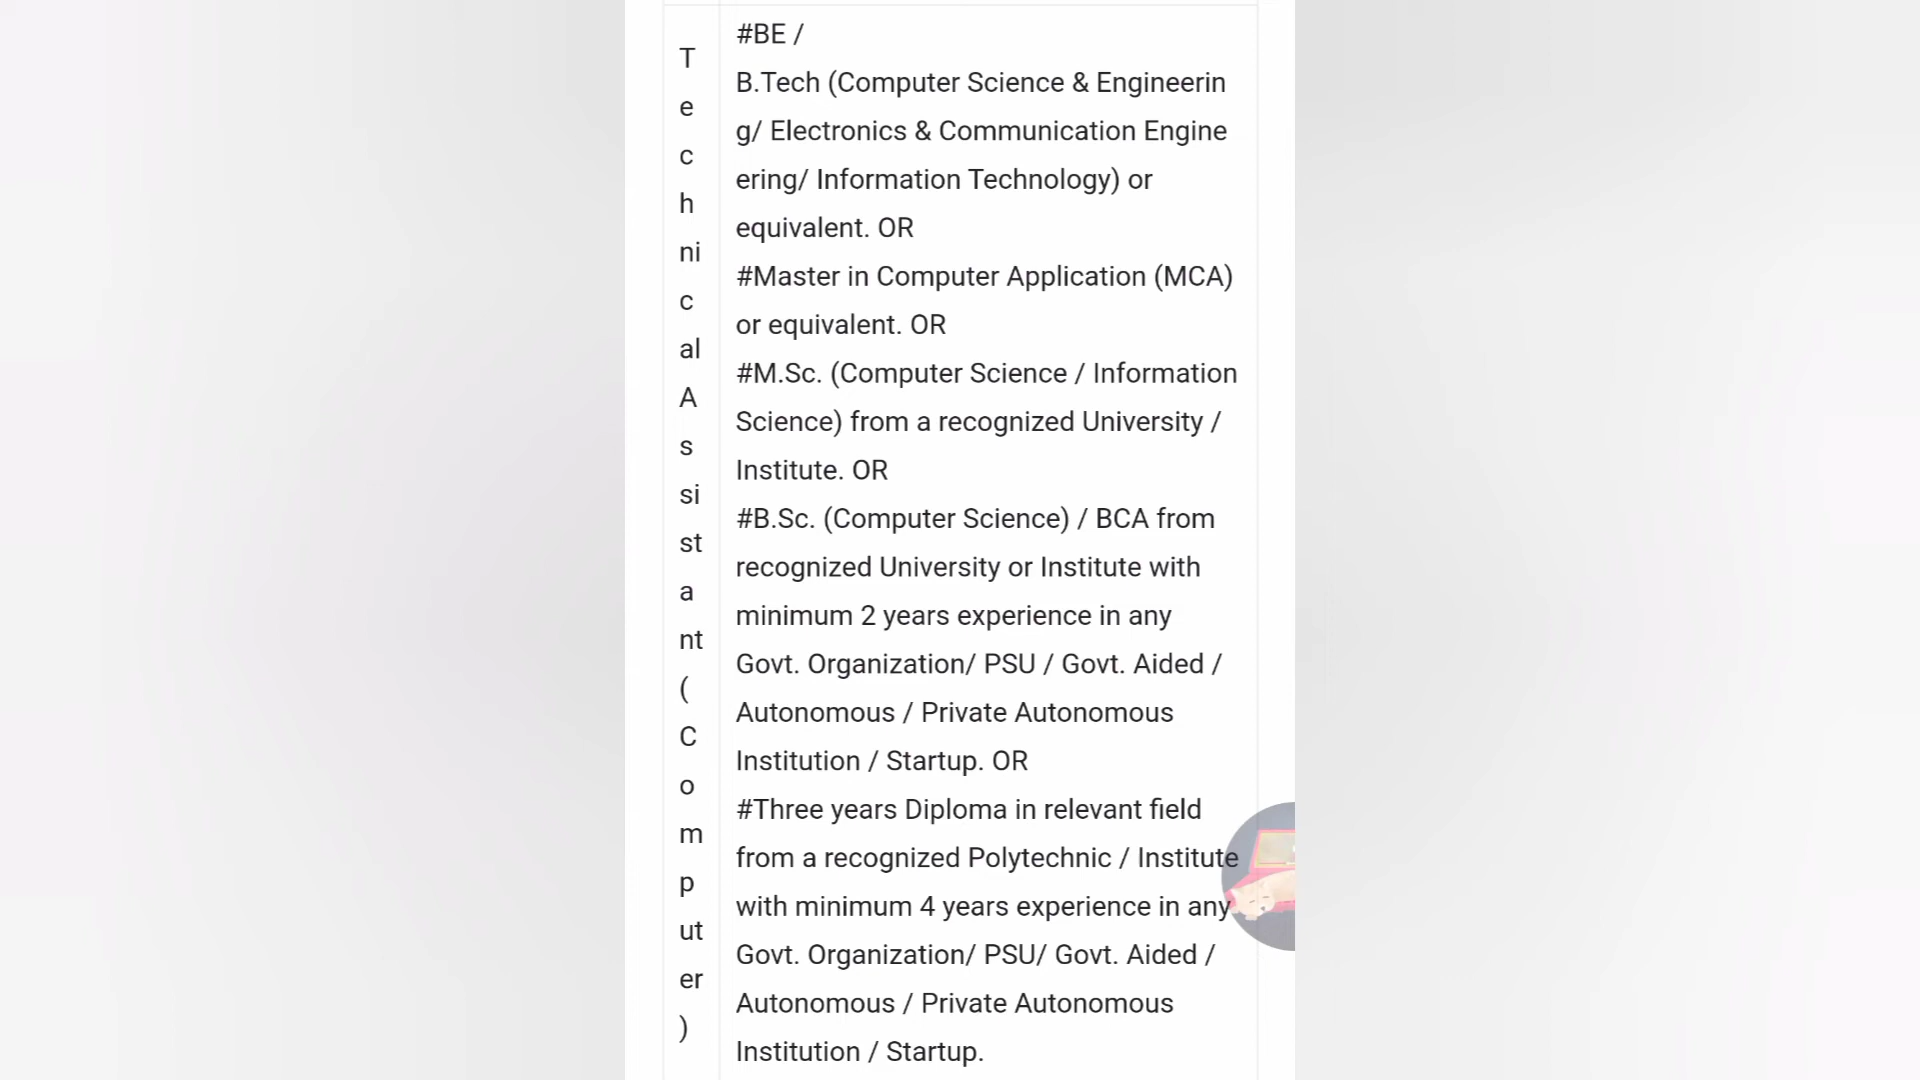 T
e
c
h
ni
c
al
A
s
si
st
a
nt
(
C
o
m
p
ut
er
)
#BE /
B.Tech (Computer Science & Engineerin
g/ Electronics & Communication Engine
ering/ Information Technology) or
equivalent. OR
#Master in Computer Application (MCA)
or equivalent. OR
#M.Sc. (Computer Science / Information
Science) from a recognized University /
Institute. OR
#B.Sc. (Computer Science) / BCA from
recognized University or Institute with
minimum 2 years experience in any
Govt. Organization/ PSU / Govt. Aided /
Autonomous / Private Autonomous
Institution / Startup. OR
#Three years Diploma in relevant field
from a recognized Polytechnic / Institute
with minimum 4 years experience in any
Govt. Organization/ PSU/ Govt. Aided /
Autonomous / Private Autonomous
Institution / Startup.